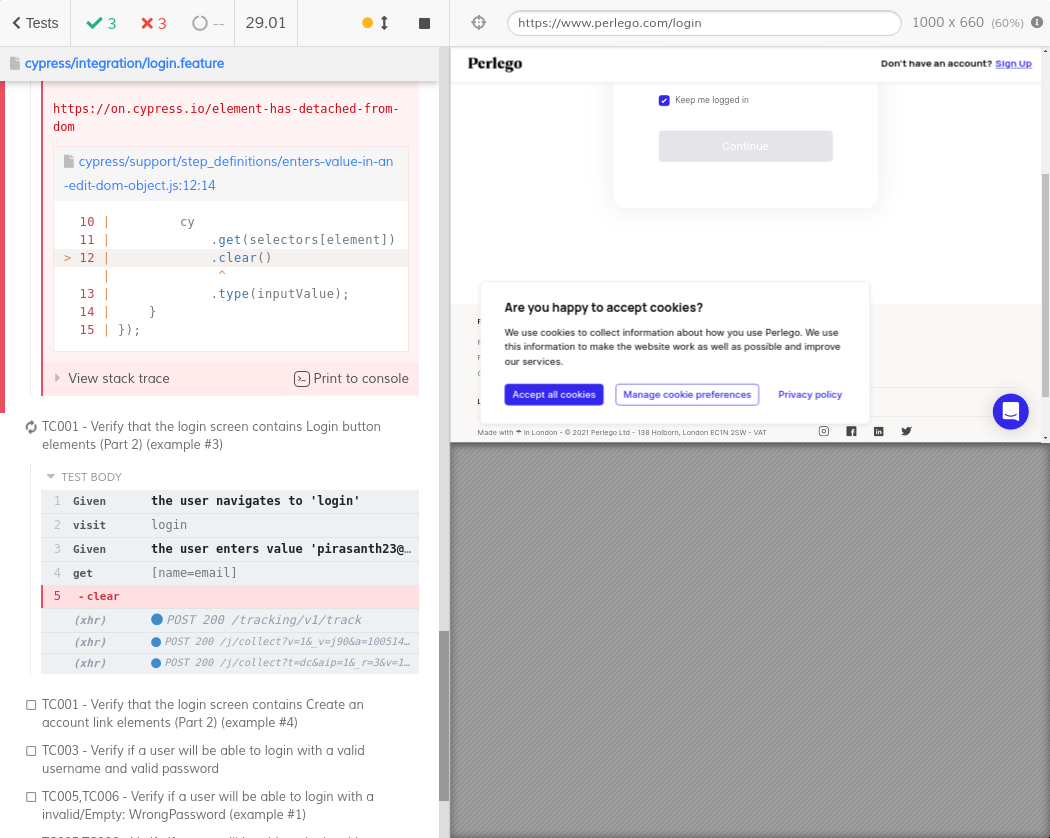 Tests 3 3 -- 29.01
https://www.perlego.com/login 1000 x 660 (60%)
cypress/integration/login.feature
https://on.cypress.io/element-has-detached-from-
dom
cypress/support/step_definitions/enters-value-in-an
-edit-dom-object.js:12:14
10 | cy
11 | .get(selectors[element])
> 12 | .clear()
| ^
13 | .type(inputValue);
14 | }
15 | });
View stack trace Print to console
TC001 - Verify that the login screen contains Login button
elements (Part 2) (example #3)
TEST BODY
1 Given the user navigates to 'login'
2 visit login
3 Given the user enters value 'pirasanth23@…
4 get [name=email]
5 -clear
(xhr) POST 200 /tracking/v1/track
(xhr) POST 200 /j/collect?v=1&_v=j90&a=100514…
(xhr) POST 200 /j/collect?t=dc&aip=1&_r=3&v=1…
TC001 - Verify that the login screen contains Create an
account link elements (Part 2) (example #4)
TC003 - Verify if a user will be able to login with a valid
username and valid password
TC005,TC006 - Verify if a user will be able to login with a
invalid/Empty: WrongPassword (example #1)
Perlego Don't have an account? Sign Up
Keep me logged in
Continue
Are you happy to accept cookies?
We use cookies to collect information about how you use Perlego. We use
this information to make the website work as well as possible and improve
our services.
Accept all cookies Manage cookie preferences Privacy policy
Made with ☂ in London - © 2021 Perlego Ltd - 138 Holborn, London EC1N 2SW - VAT